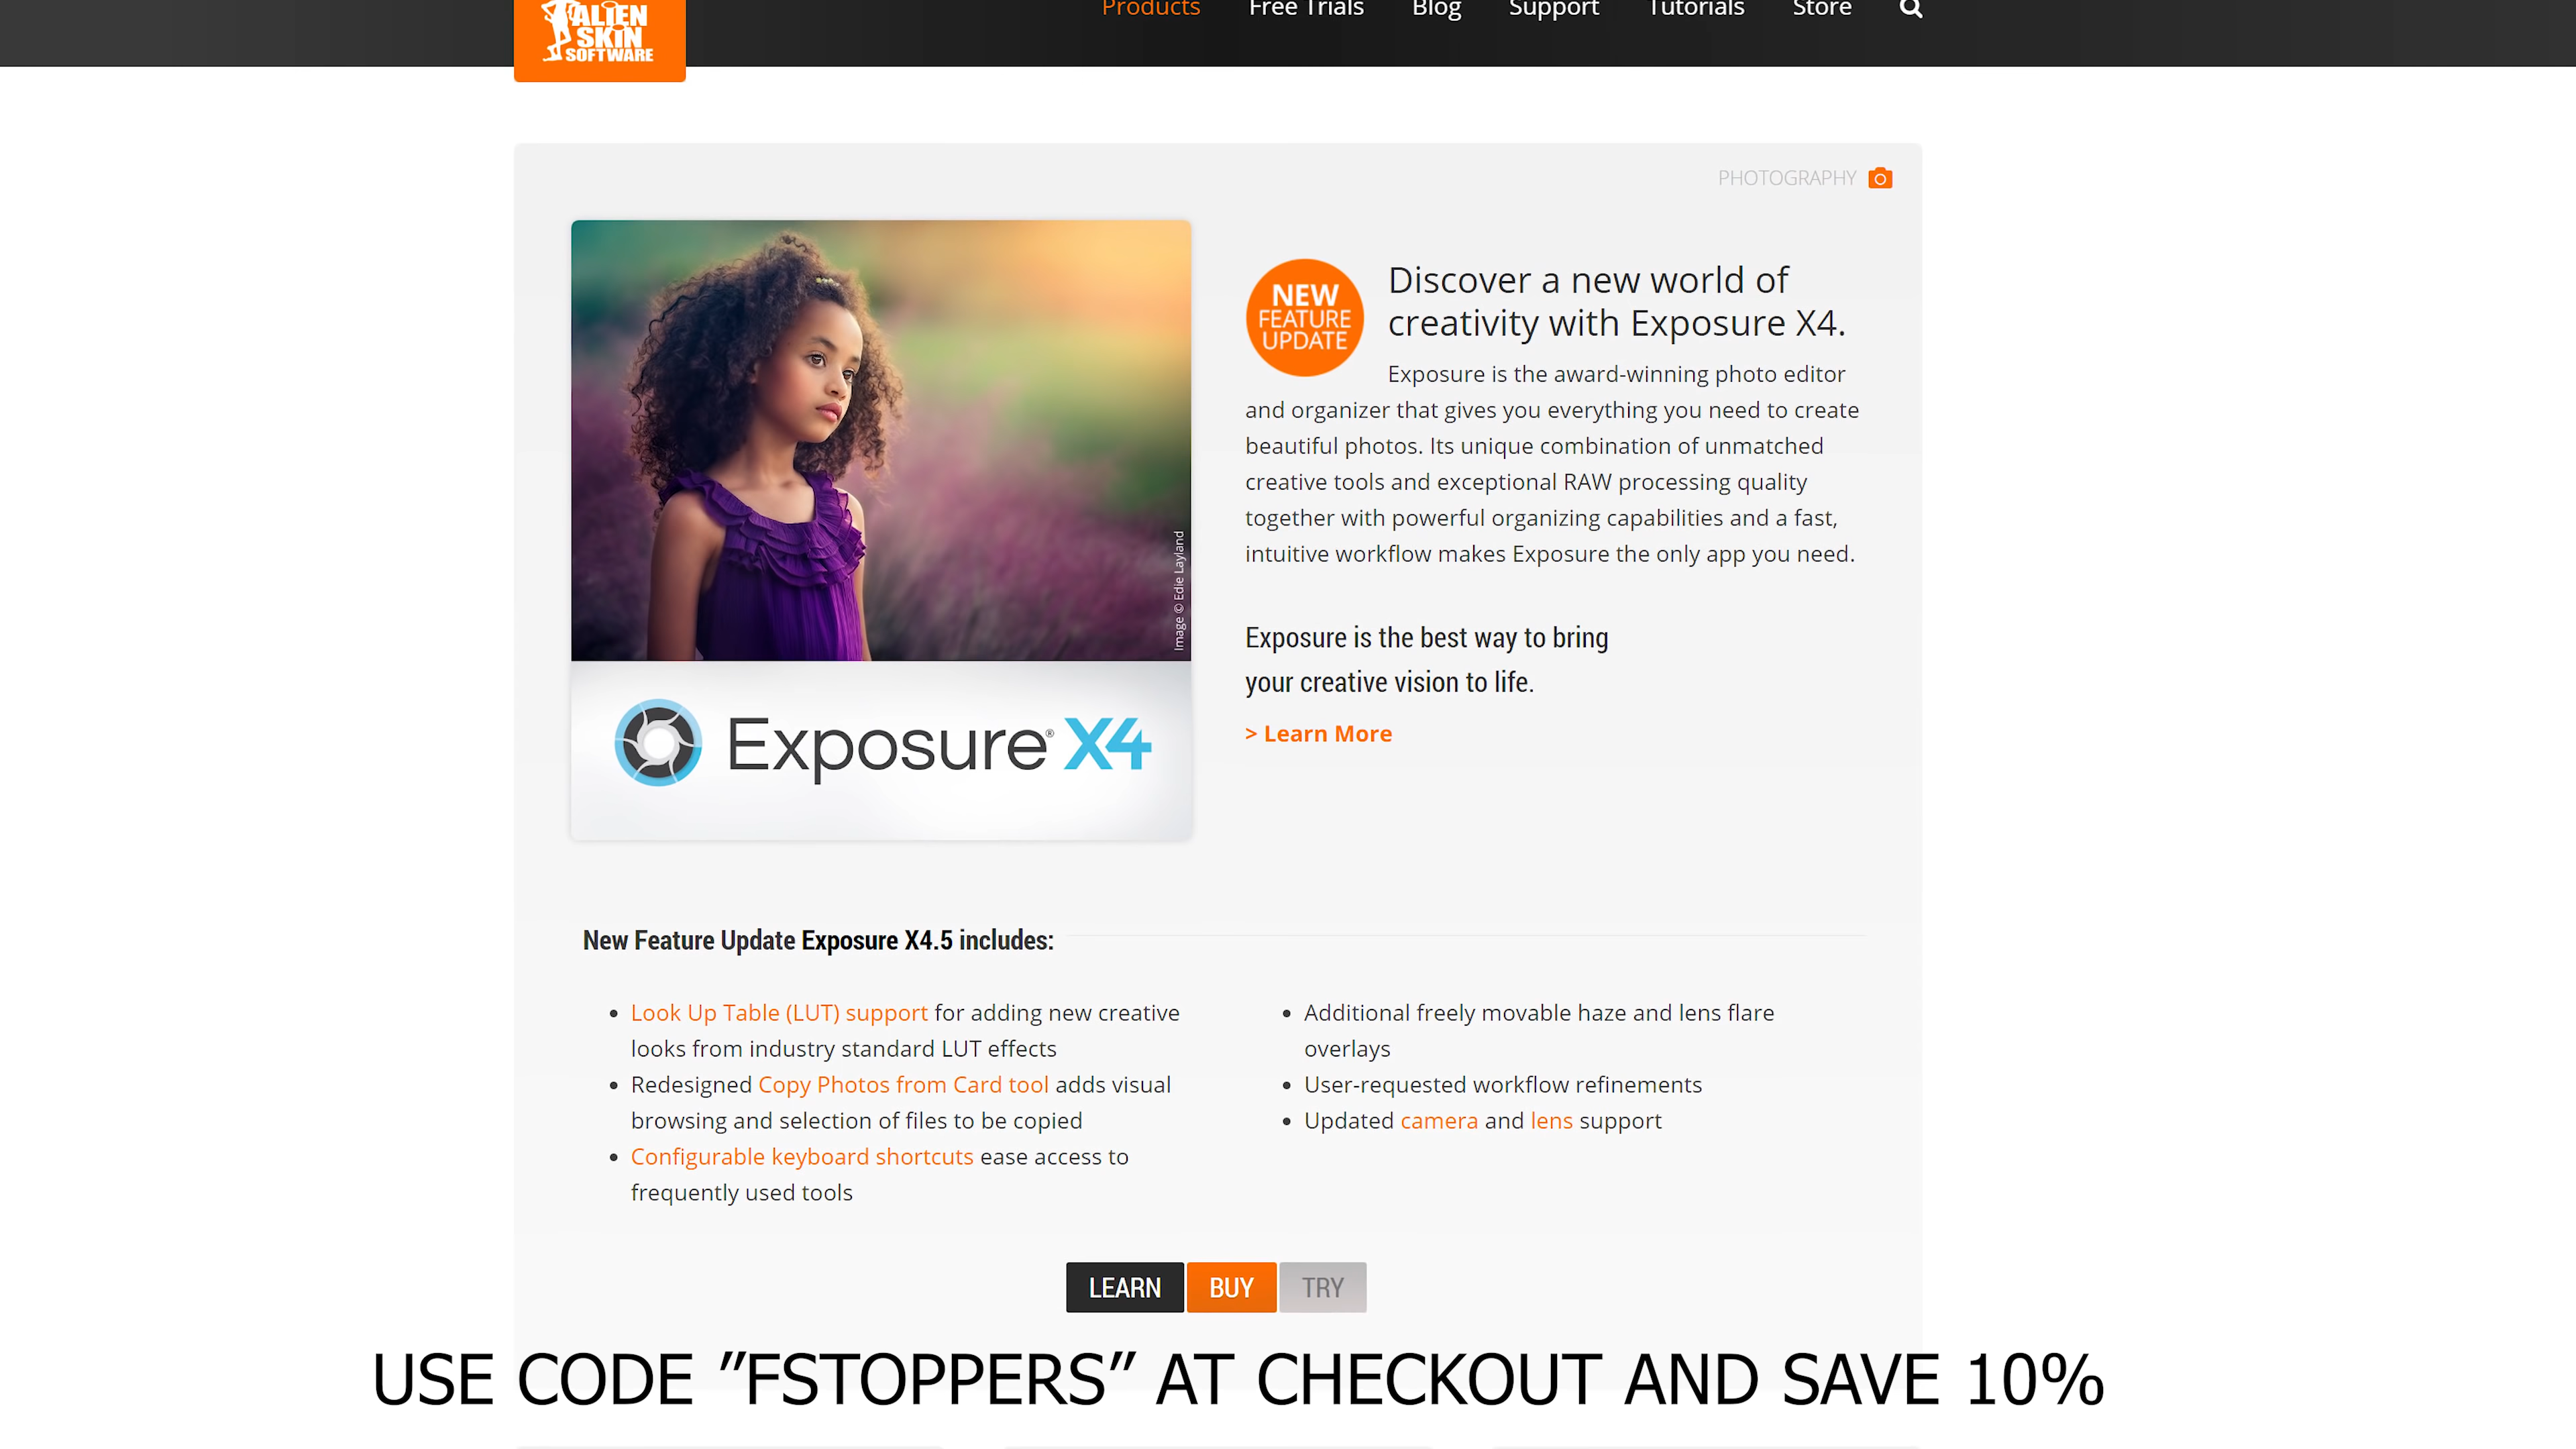 ALIEN
SKIN
SOFTWARE
Products Free Trials Blog Support Tutorials Store
PHOTOGRAPHY
Image © Edie Layland
Exposure® X4
NEW
FEATURE
UPDATE
Discover a new world of
creativity with Exposure X4.
Exposure is the award-winning photo editor
and organizer that gives you everything you need to create
beautiful photos. Its unique combination of unmatched
creative tools and exceptional RAW processing quality
together with powerful organizing capabilities and a fast,
intuitive workflow makes Exposure the only app you need.
Exposure is the best way to bring
your creative vision to life.
> Learn More
New Feature Update Exposure X4.5 includes:
• Look Up Table (LUT) support for adding new creative
looks from industry standard LUT effects
• Redesigned Copy Photos from Card tool adds visual
browsing and selection of files to be copied
• Configurable keyboard shortcuts ease access to
frequently used tools
• Additional freely movable haze and lens flare
overlays
• User-requested workflow refinements
• Updated camera and lens support
LEARN BUY TRY
USE CODE "FSTOPPERS" AT CHECKOUT AND SAVE 10%